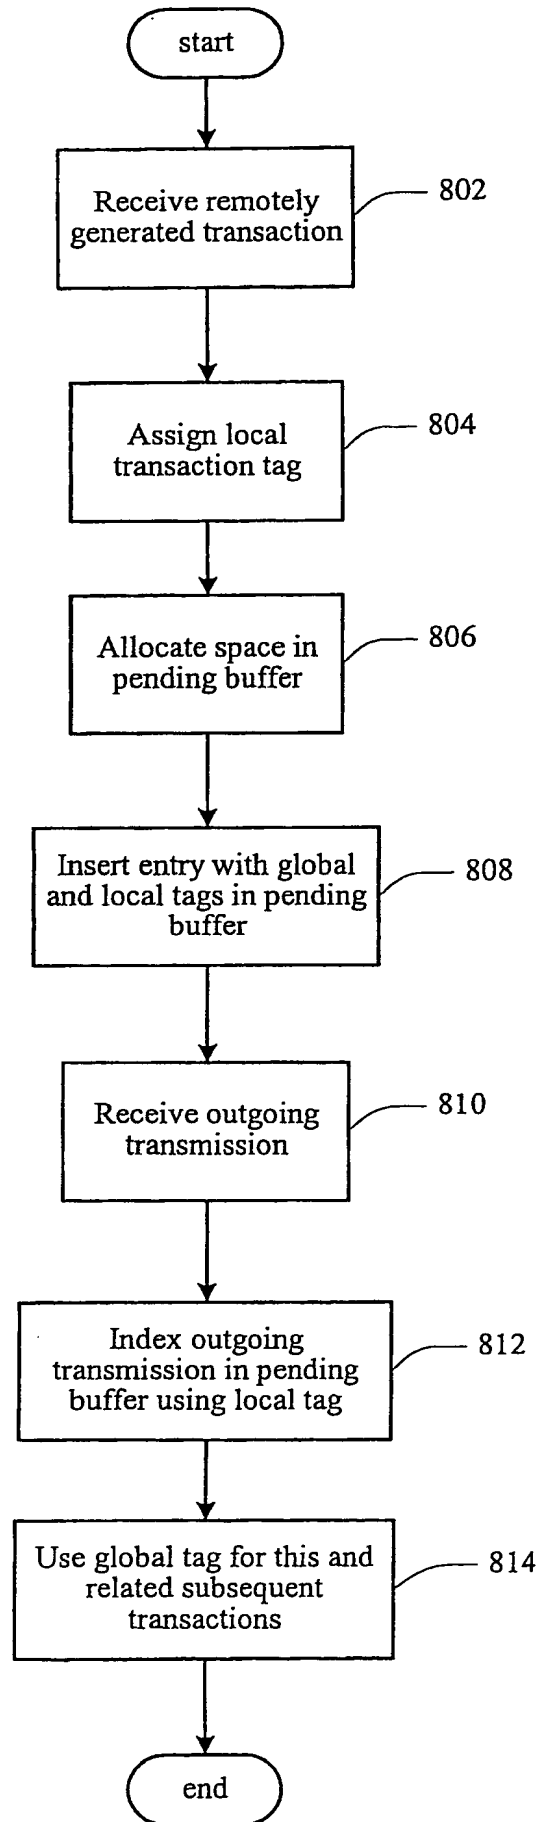 start
Receive remotely
generated transaction
802
Assign local
transaction tag
804
Allocate space in
pending buffer
806
Insert entry with global
and local tags in pending
buffer
808
Receive outgoing
transmission
810
Index outgoing
transmission in pending
buffer using local tag
812
Use global tag for this and
related subsequent
transactions
814
end